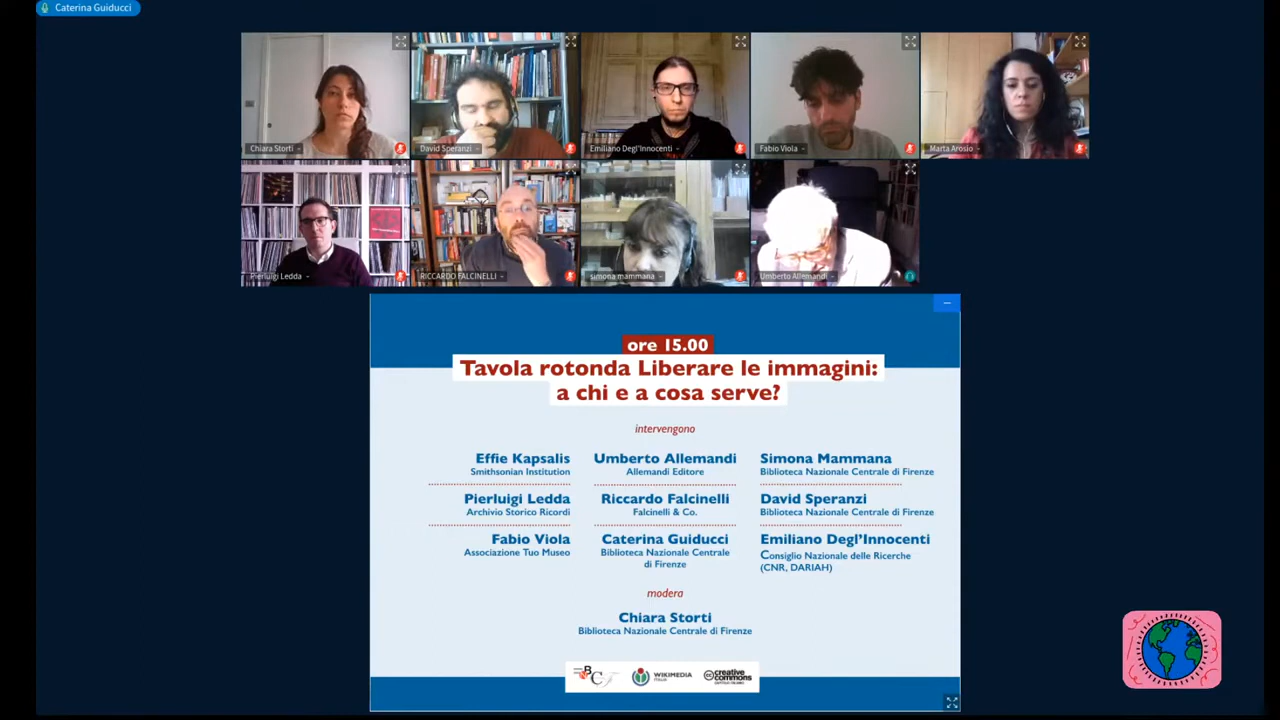 Caterina Guiducci
Chiara Storti
David Speranzi
Emiliano Degl'Innocenti
Fabio Viola
Marta Arosio
Pierluigi Ledda
RICCARDO FALCINELLI
simona mammana
Umberto Allemandi
ore 15.00
Tavola rotonda Liberare le immagini:
a chi e a cosa serve?
intervengono
Effie Kapsalis
Smithsonian Institution
Umberto Allemandi
Allemandi Editore
Simona Mammana
Biblioteca Nazionale Centrale di Firenze
Pierluigi Ledda
Archivio Storico Ricordi
Riccardo Falcinelli
Falcinelli & Co.
David Speranzi
Biblioteca Nazionale Centrale di Firenze
Fabio Viola
Associazione Tuo Museo
Caterina Guiducci
Biblioteca Nazionale Centrale
di Firenze
Emiliano Degl'Innocenti
Consiglio Nazionale delle Ricerche
(CNR, DARIAH)
modera
Chiara Storti
Biblioteca Nazionale Centrale di Firenze
BCF
WIKIMEDIA
ITALIA
cc creative
commons